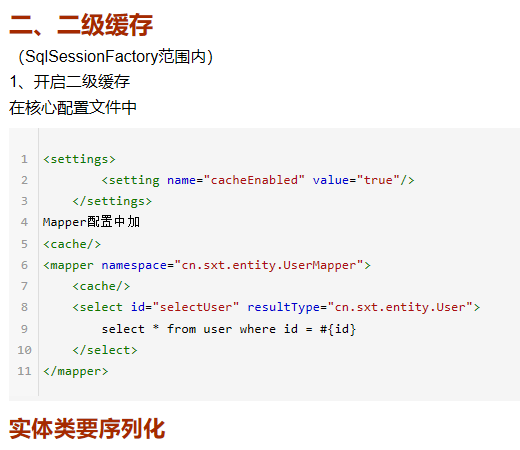 二、二级缓存
（SqlSessionFactory范围内）
1、开启二级缓存
在核心配置文件中
1 <settings>
2         <setting name="cacheEnabled" value="true"/>
3     </settings>
4 Mapper配置中加
5 <cache/>
6 <mapper namespace="cn.sxt.entity.UserMapper">
7     <cache/>
8     <select id="selectUser" resultType="cn.sxt.entity.User">
9         select * from user where id = #{id}
10     </select>
11 </mapper>
实体类要序列化